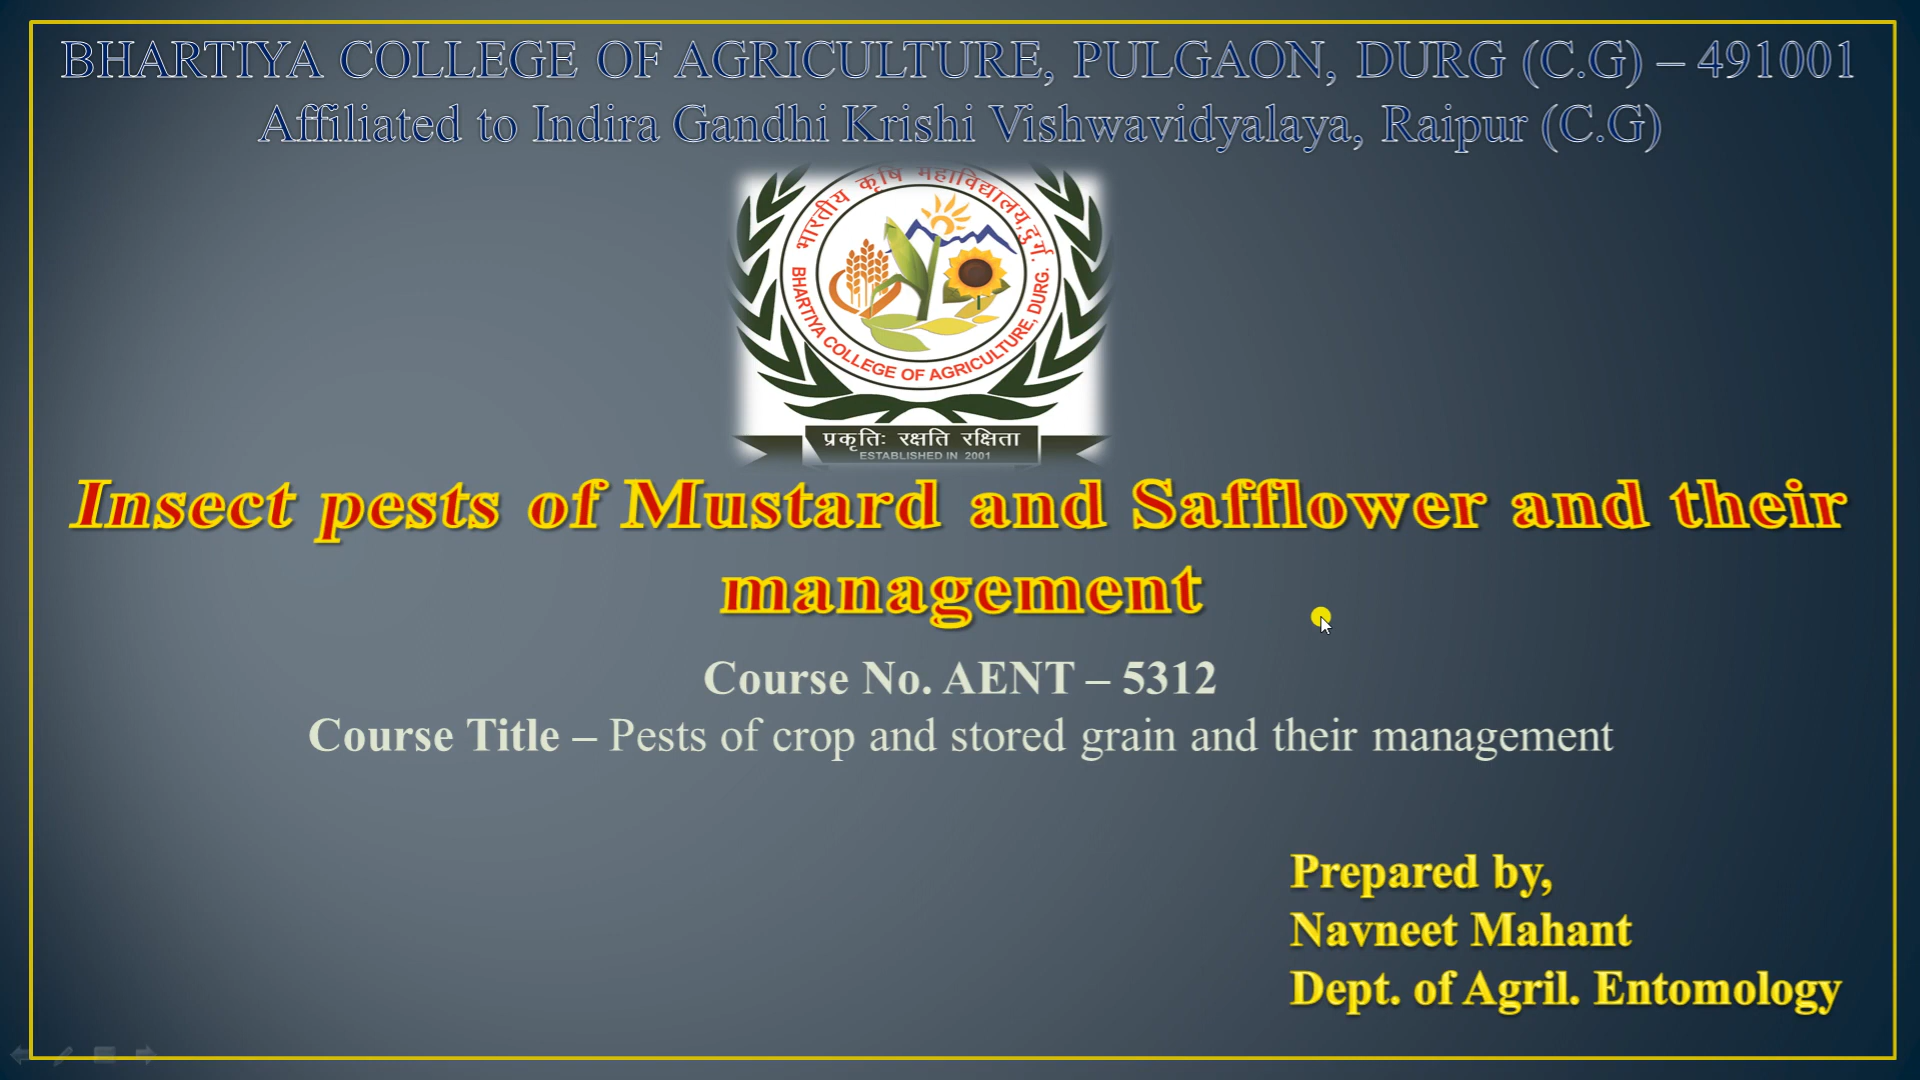 BHARTIYA COLLEGE OF AGRICULTURE, PULGAON, DURG (C.G) – 491001
Affiliated to Indira Gandhi Krishi Vishwavidyalaya, Raipur (C.G)
भारतीय कृषि महाविद्यालय, दुर्ग.
BHARTIYA COLLEGE OF AGRICULTURE, DURG.
प्रकृतिः रक्षति रक्षिता
ESTABLISHED IN 2001
Insect pests of Mustard and Safflower and their
management
Course No. AENT – 5312
Course Title – Pests of crop and stored grain and their management
Prepared by,
Navneet Mahant
Dept. of Agril. Entomology